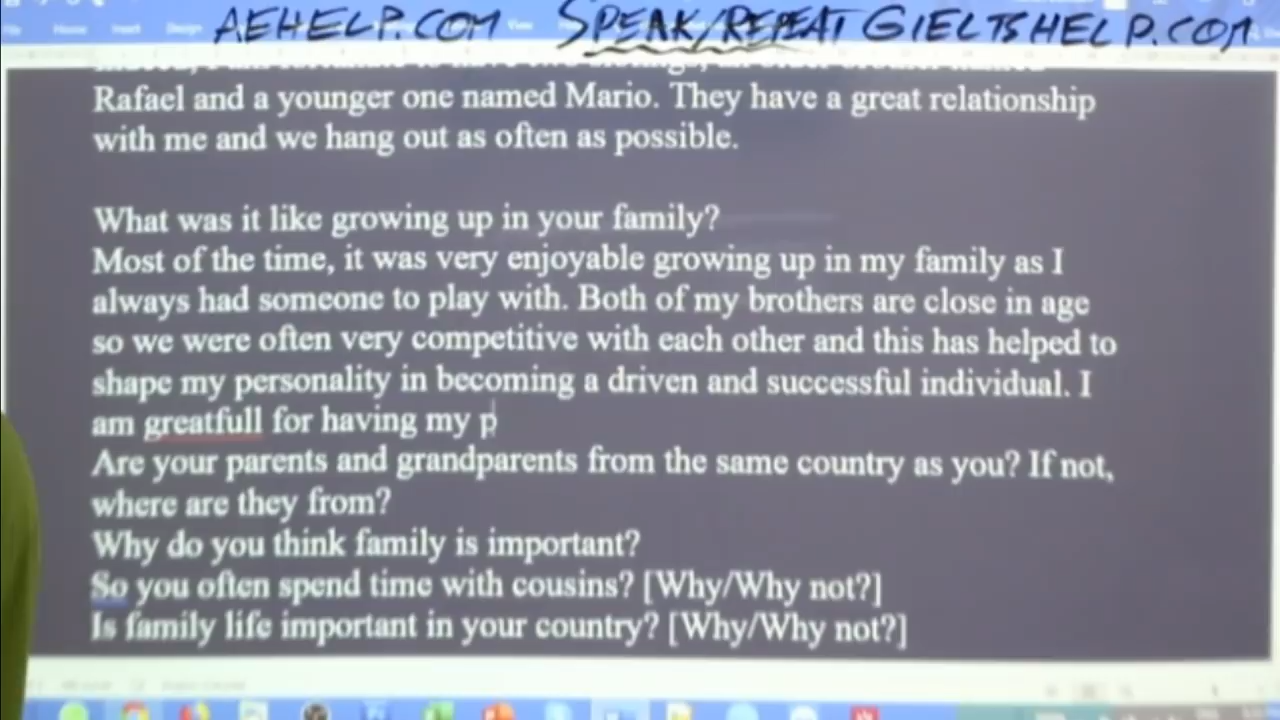 AEHELP.COM SPEAK/REPEAT GIELTSHELP.COM
Rafael and a younger one named Mario. They have a great relationship
with me and we hang out as often as possible.
What was it like growing up in your family?
Most of the time, it was very enjoyable growing up in my family as I
always had someone to play with. Both of my brothers are close in age
so we were often very competitive with each other and this has helped to
shape my personality in becoming a driven and successful individual. I
am greatfull for having my p
Are your parents and grandparents from the same country as you? If not,
where are they from?
Why do you think family is important?
So you often spend time with cousins? [Why/Why not?]
Is family life important in your country? [Why/Why not?]